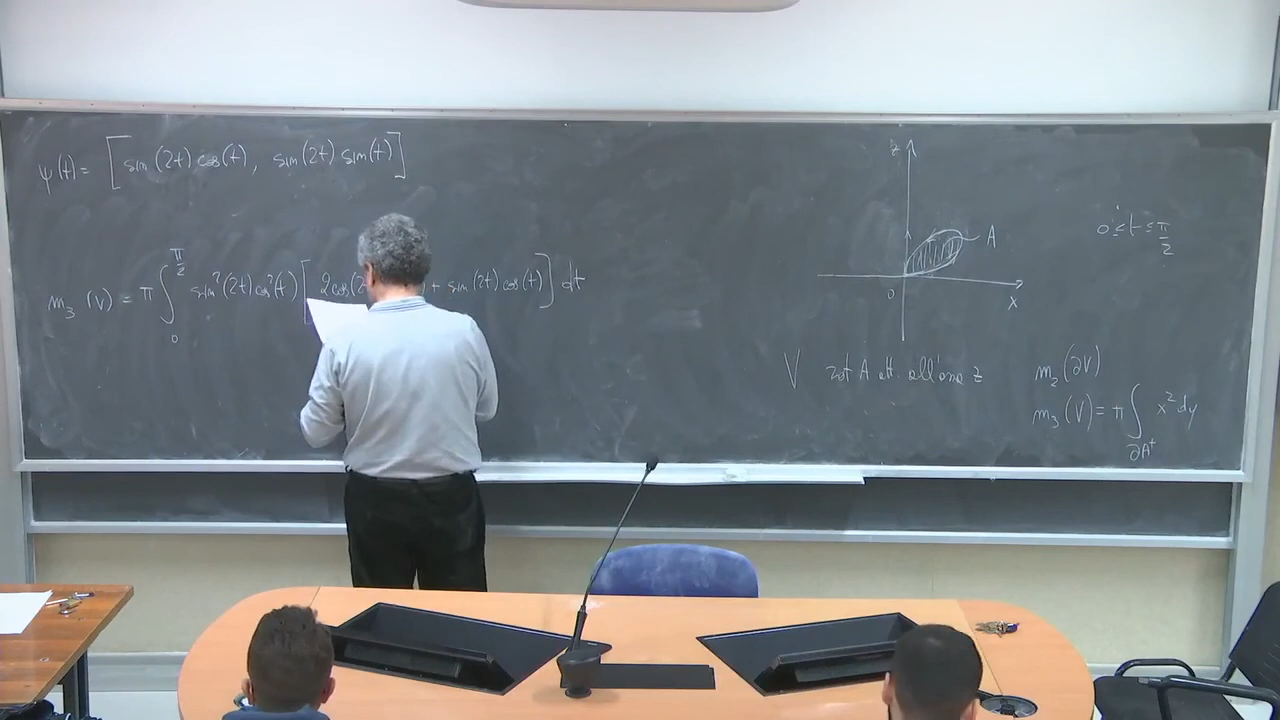 ψ(t) = [sin(2t)cos(t), sin(2t)sin(t)]
m₃(V) = π ∫₀^(π/2) sin²(2t)cos²(t) [2cos(2 + sin(2t)cos(t)] dt
z
A
0
x
0 ≤ t ≤ π/2
V rot A att. all'asse z
m₂(∂V)
m₃(V) = π ∫_∂A⁺ x² dy